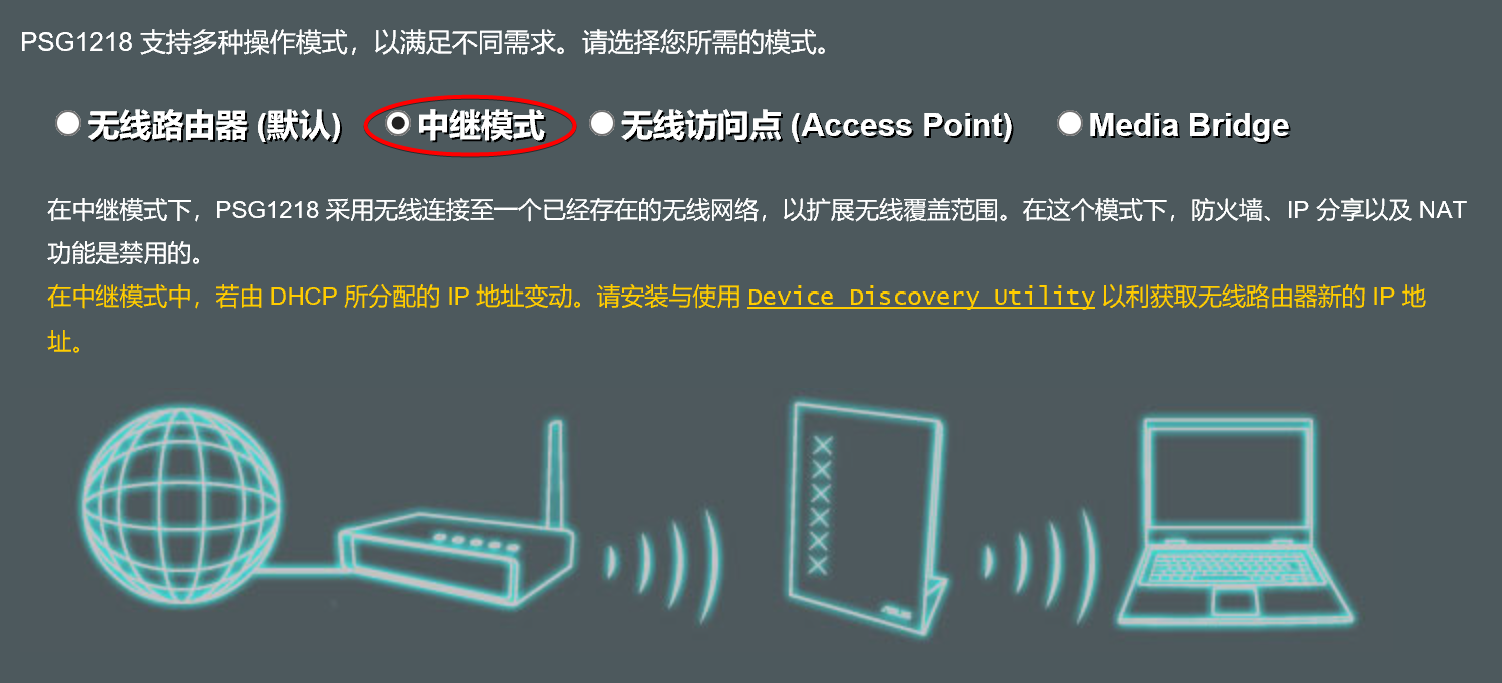 PSG1218 支持多种操作模式，以满足不同需求。请选择您所需的模式。
无线路由器 (默认) 中继模式 无线访问点 (Access Point) Media Bridge
在中继模式下，PSG1218 采用无线连接至一个已经存在的无线网络，以扩展无线覆盖范围。在这个模式下，防火墙、IP 分享以及 NAT
功能是禁用的。
在中继模式中，若由 DHCP 所分配的 IP 地址变动。请安装与使用 Device Discovery Utility 以利获取无线路由器新的 IP 地
址。
ASUS